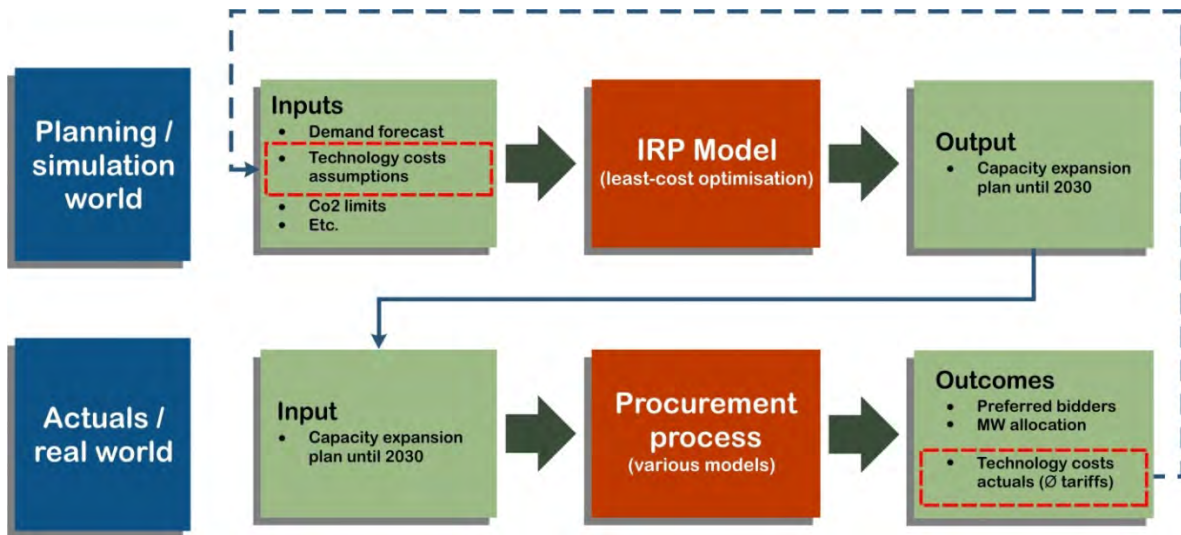 Planning /
simulation
world
Inputs
• Demand forecast
• Technology costs
assumptions
• Co2 limits
• Etc.
IRP Model
(least-cost optimisation)
Output
• Capacity expansion
plan until 2030
Actuals /
real world
Input
• Capacity expansion
plan until 2030
Procurement
process
(various models)
Outcomes
• Preferred bidders
• MW allocation
• Technology costs
actuals (Ø tariffs)